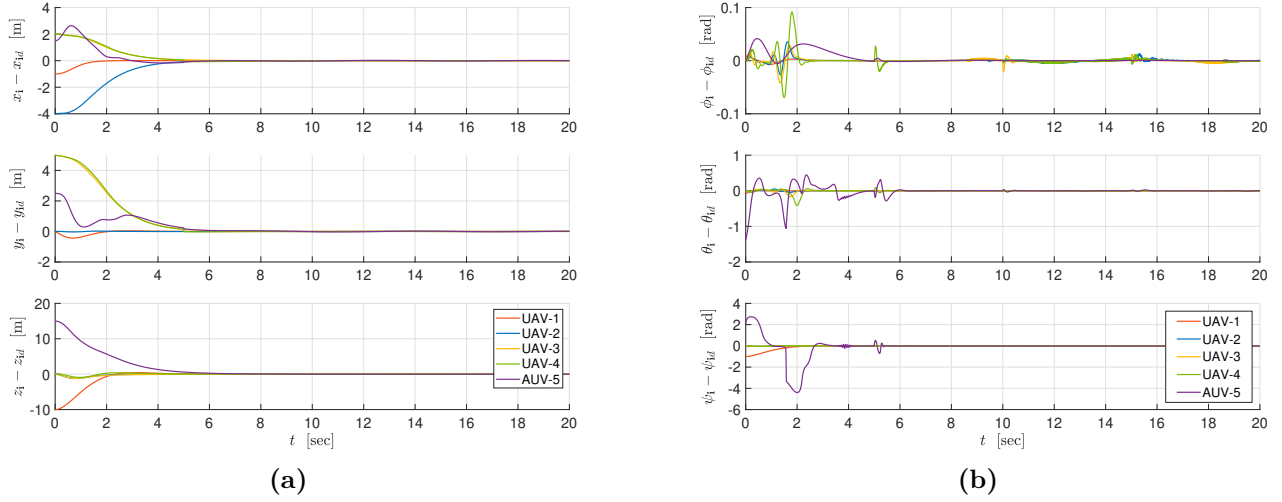 4
2
0
-2
-4
x_i − x_id [m]
0 2 4 6 8 10 12 14 16 18 20
4
2
0
-2
y_i − y_id [m]
0 2 4 6 8 10 12 14 16 18 20
20
10
0
-10
z_i − z_id [m]
UAV-1
UAV-2
UAV-3
UAV-4
AUV-5
0 2 4 6 8 10 12 14 16 18 20
t [sec]
(a)
0.1
0
-0.1
ϕ_i − ϕ_id [rad]
0 2 4 6 8 10 12 14 16 18 20
1
0
-1
-2
θ_i − θ_id [rad]
0 2 4 6 8 10 12 14 16 18 20
4
2
0
-2
-4
-6
ψ_i − ψ_id [rad]
UAV-1
UAV-2
UAV-3
UAV-4
AUV-5
0 2 4 6 8 10 12 14 16 18 20
t [sec]
(b)